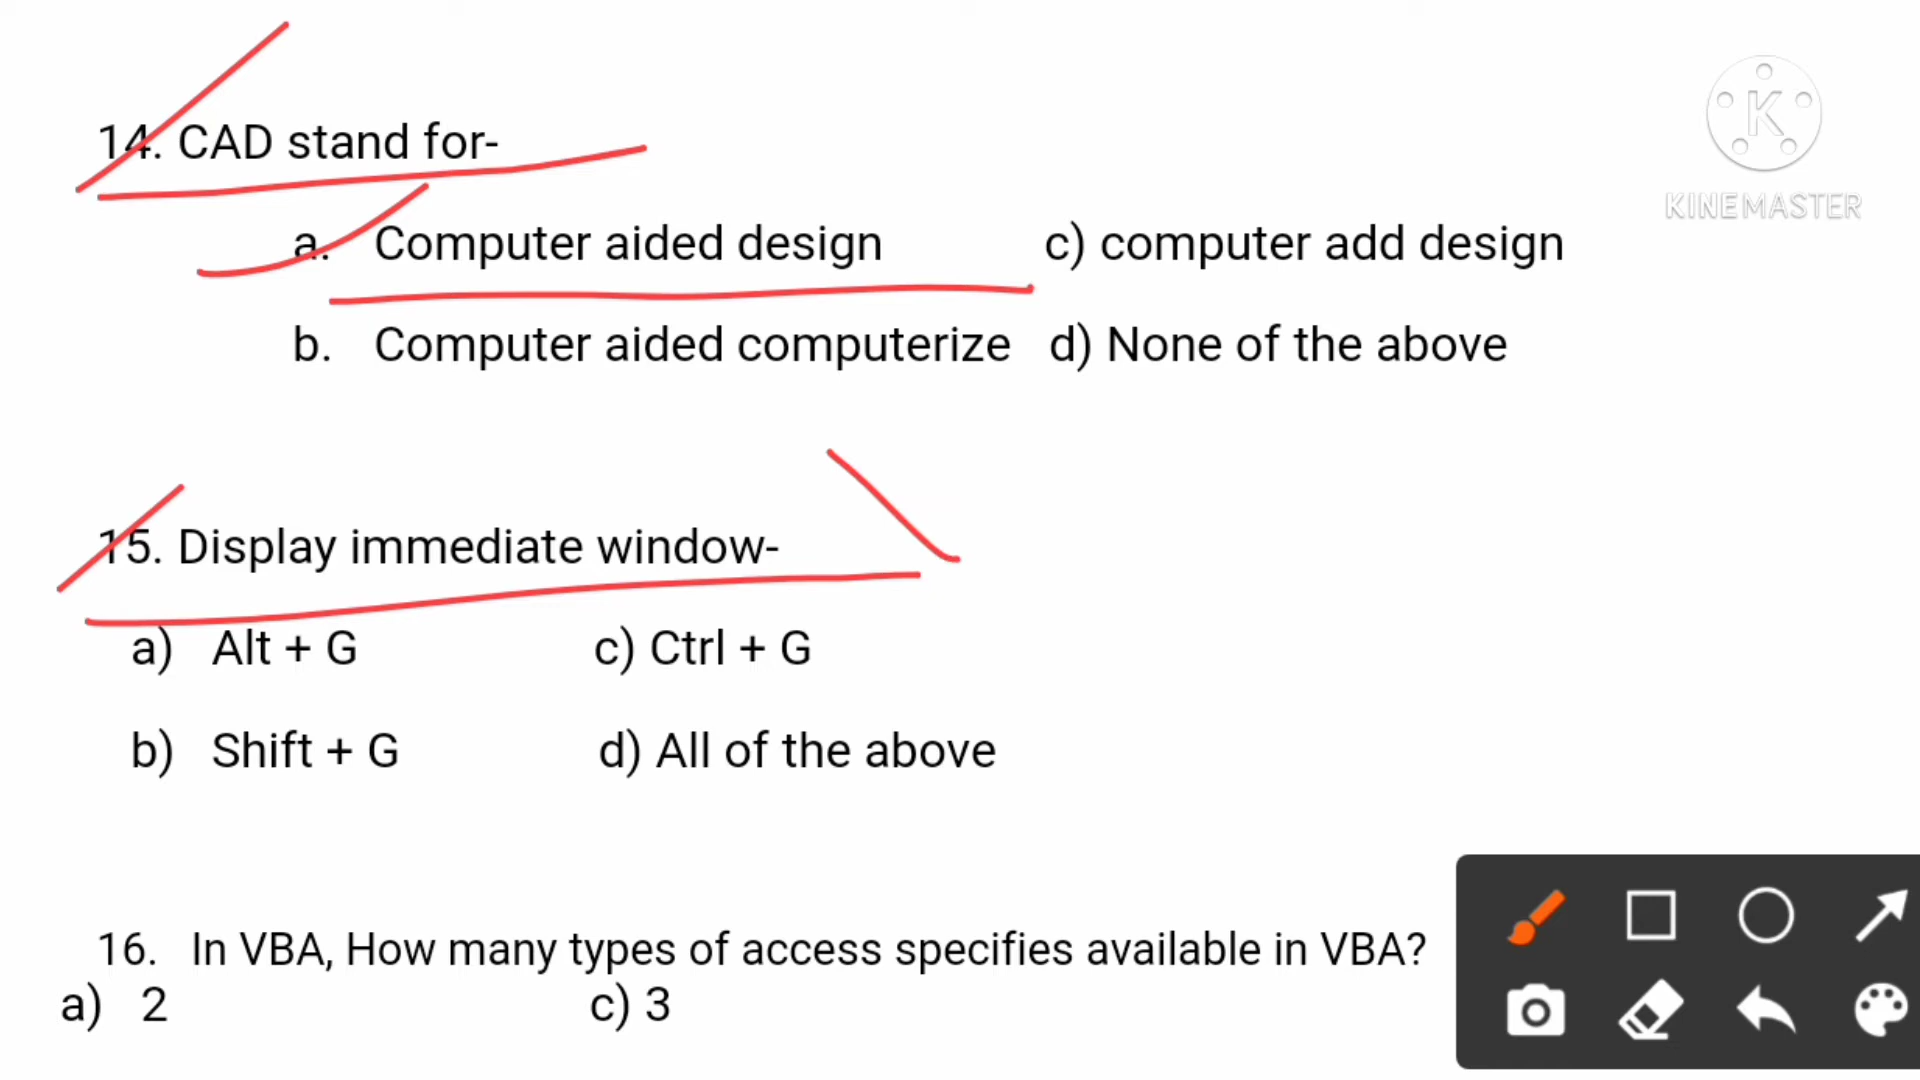 14. CAD stand for-
K
KINEMASTER
a. Computer aided design c) computer add design
b. Computer aided computerize d) None of the above
15. Display immediate window-
a) Alt + G c) Ctrl + G
b) Shift + G d) All of the above
16. In VBA, How many types of access specifies available in VBA?
a) 2 c) 3